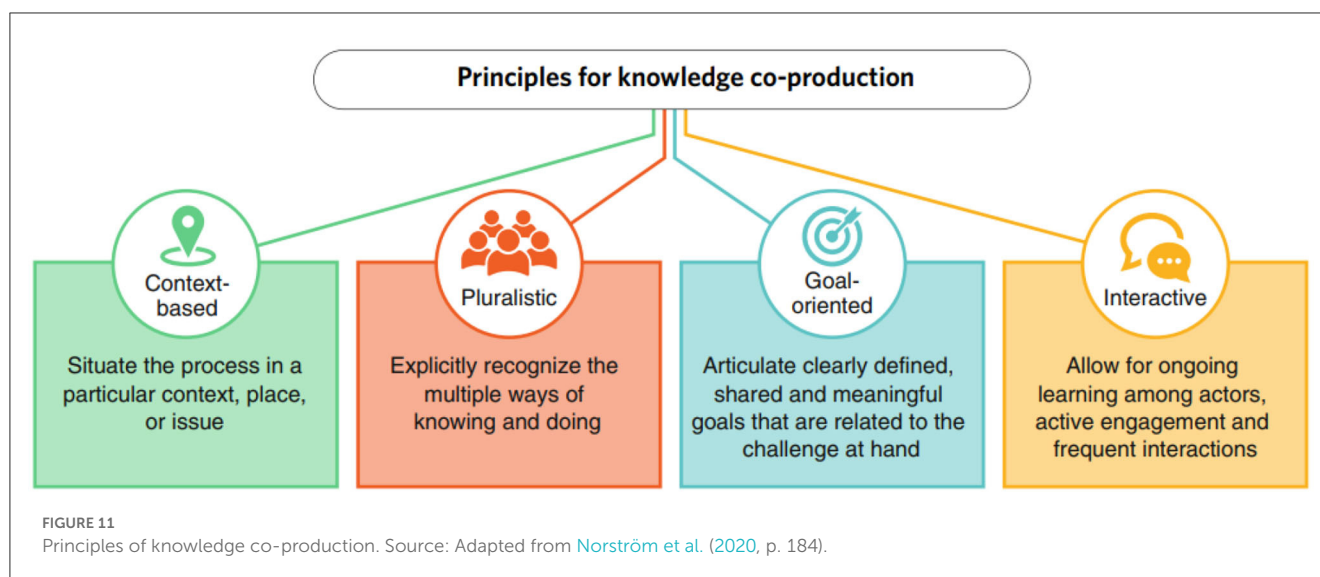 Principles for knowledge co-production
Context-
based
Situate the process in a
particular context, place,
or issue
Pluralistic
Explicitly recognize the
multiple ways of
knowing and doing
Goal-
oriented
Articulate clearly defined,
shared and meaningful
goals that are related to the
challenge at hand
Interactive
Allow for ongoing
learning among actors,
active engagement and
frequent interactions
FIGURE 11
Principles of knowledge co-production. Source: Adapted from Norström et al. (2020, p. 184).